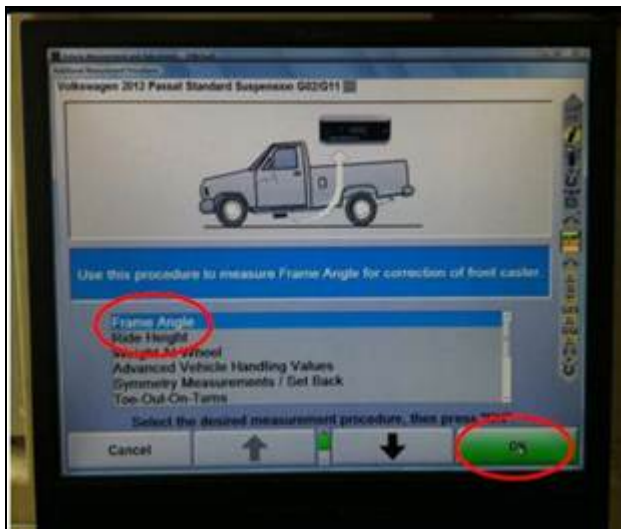 Volkswagen 2012 Passat Standard Suspension G02/G11
Use this procedure to measure Frame Angle for correction of front caster.
Frame Angle
Ride Height
Weight At Wheel
Advanced Vehicle Handling Values
Symmetry Measurements / Set Back
Toe-Out-On-Turns
Select the desired measurement procedure, then press "OK"
Cancel
OK